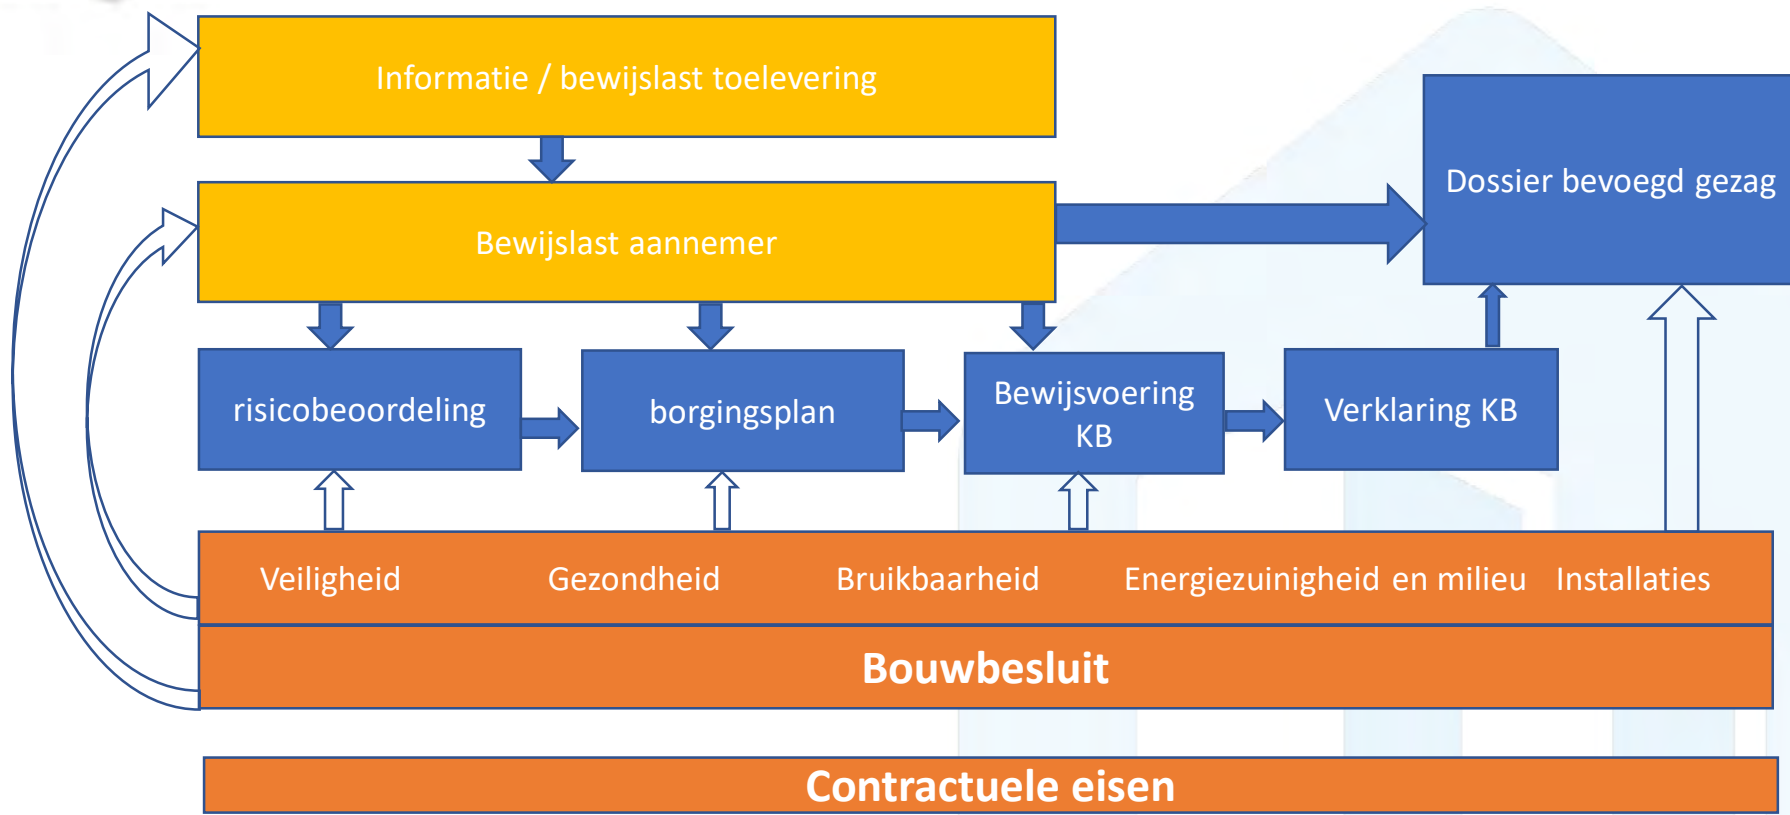 Informatie / bewijslast toelevering
Dossier bevoegd gezag
Bewijslast aannemer
risicobeoordeling
borgingsplan
Bewijsvoering
KB
Verklaring KB
Veiligheid
Gezondheid
Bruikbaarheid
Energiezuinigheid en milieu
Installaties
Bouwbesluit
Contractuele eisen